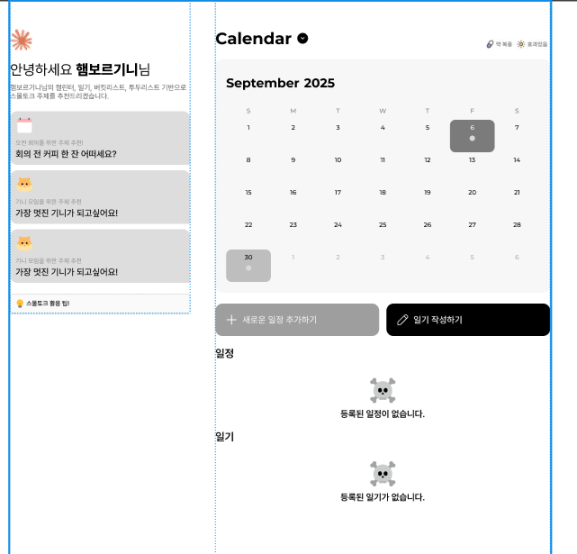 안녕하세요 햄보르기니님
햄보르기니님의 캘린더, 일기, 버킷리스트, 투두리스트 기반으로
스몰토크 주제를 추천드리겠습니다.
오전 회의를 위한 주제 추천!
회의 전 커피 한 잔 어떠세요?
기니 모임을 위한 주제 추천
가장 멋진 기니가 되고싶어요!
기니 모임을 위한 주제 추천
가장 멋진 기니가 되고싶어요!
스몰토크 활용 팁!
Calendar
약 복용
효과있음
September 2025
S M T W T F S
1 2 3 4 5 6 7
8 9 10 11 12 13 14
15 16 17 18 19 20 21
22 23 24 25 26 27 28
30 1 2 3 4 5 6
새로운 일정 추가하기
일기 작성하기
일정
등록된 일정이 없습니다.
일기
등록된 일기가 없습니다.